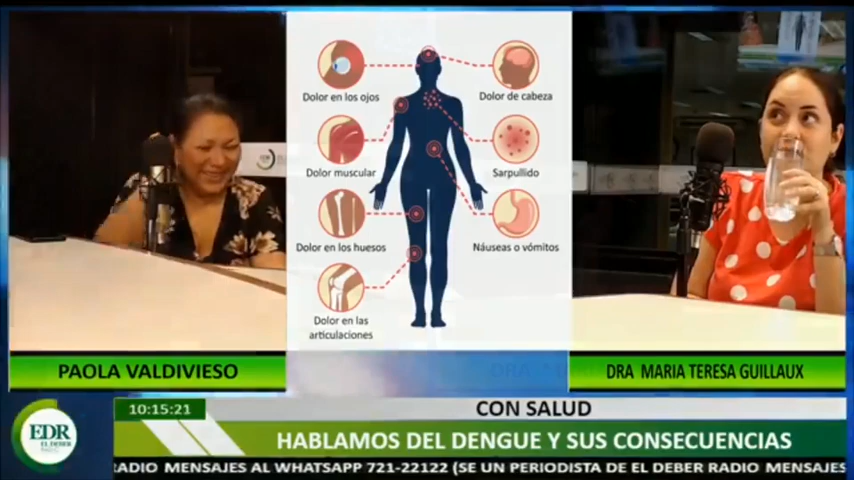 Dolor en los ojos
Dolor de cabeza
Dolor muscular
Sarpullido
Dolor en los huesos
Náuseas o vómitos
Dolor en las
articulaciones
EDR
PAOLA VALDIVIESO
DRA MARIA TERESA GUILLAUX
10:15:21
CON SALUD
EDR
EL DEBER
RADIO
HABLAMOS DEL DENGUE Y SUS CONSECUENCIAS
RADIO MENSAJES AL WHATSAPP 721-22122 (SE UN PERIODISTA DE EL DEBER RADIO MENSAJES